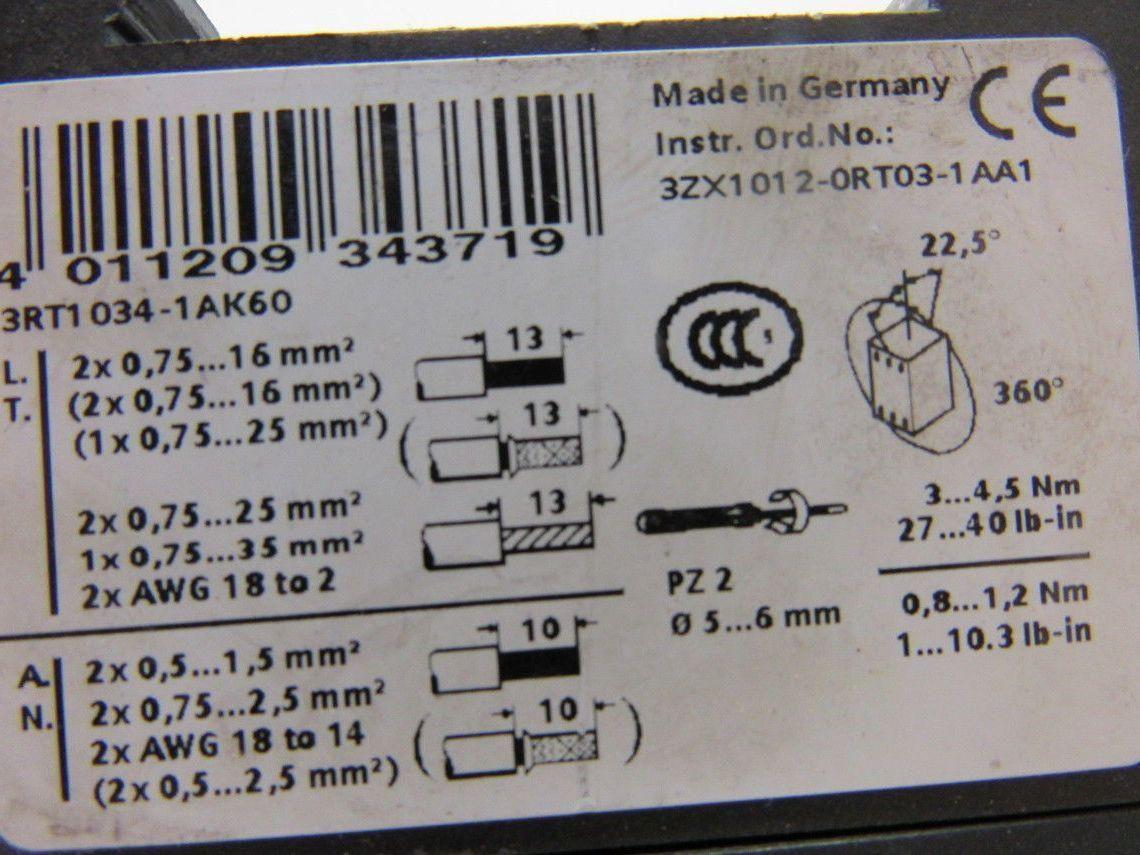 Made in Germany CE
Instr. Ord.No.:
3ZX1012-0RT03-1AA1
4 011209 343719
3RT1034-1AK60
22,5°
CCC S
360°
L.
T.
2x 0,75...16 mm²
(2x 0,75...16 mm²)
(1x 0,75...25 mm²)
13
13
2x 0,75...25 mm²
1x 0,75...35 mm²
2x AWG 18 to 2
13
A.
N.
2x 0,5...1,5 mm²
2x 0,75...2,5 mm²
2x AWG 18 to 14
(2x 0,5...2,5 mm²)
10
10
PZ 2
Ø 5...6 mm
3...4,5 Nm
27...40 lb-in
0,8...1,2 Nm
1...10.3 lb-in